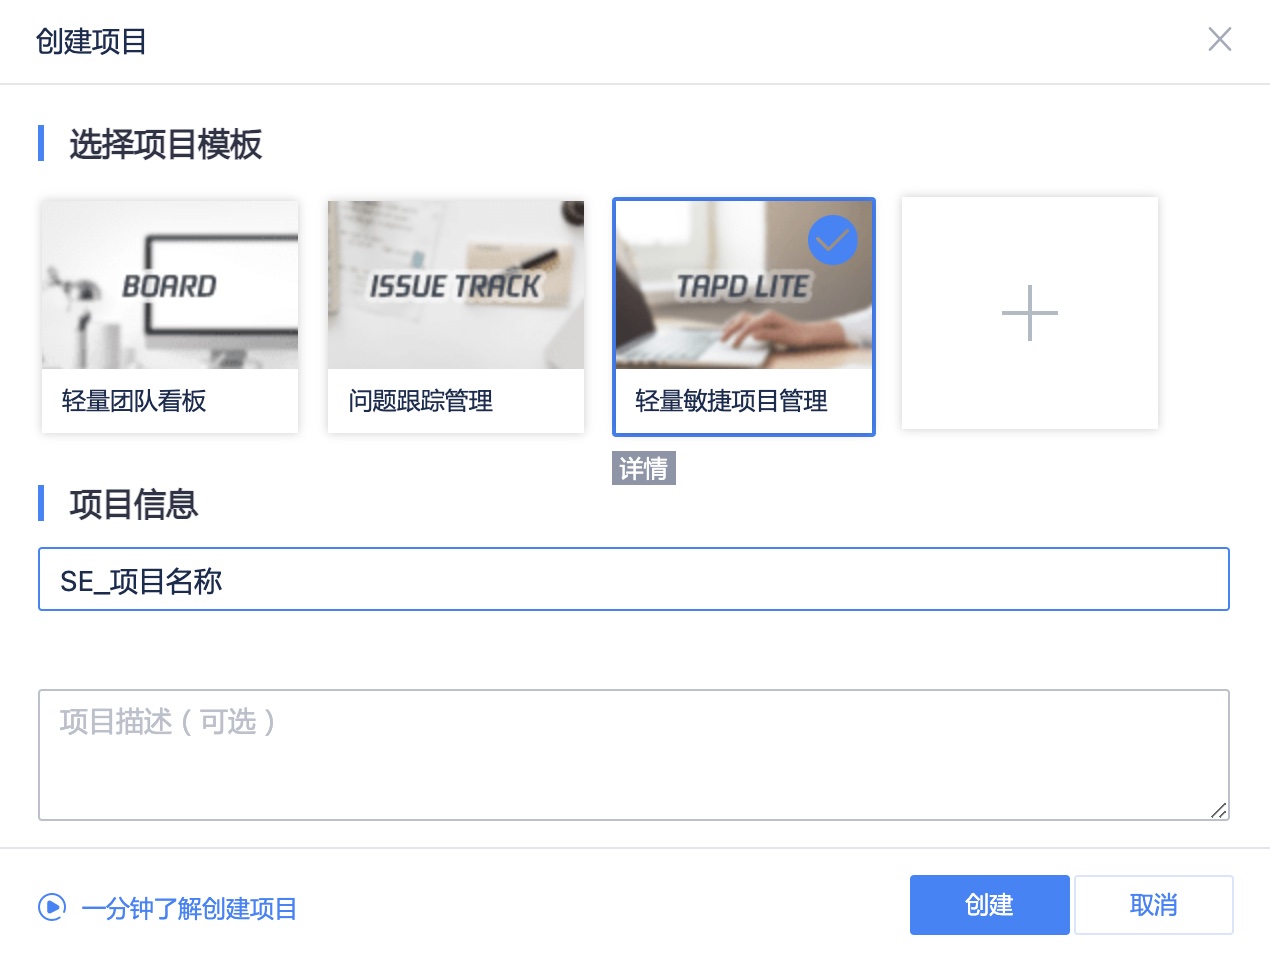 创建项目
选择项目模板
BOARD
轻量团队看板
ISSUE TRACK
问题跟踪管理
TAPD LITE
轻量敏捷项目管理
详情
项目信息
SE_项目名称
项目描述（可选）
一分钟了解创建项目
创建
取消